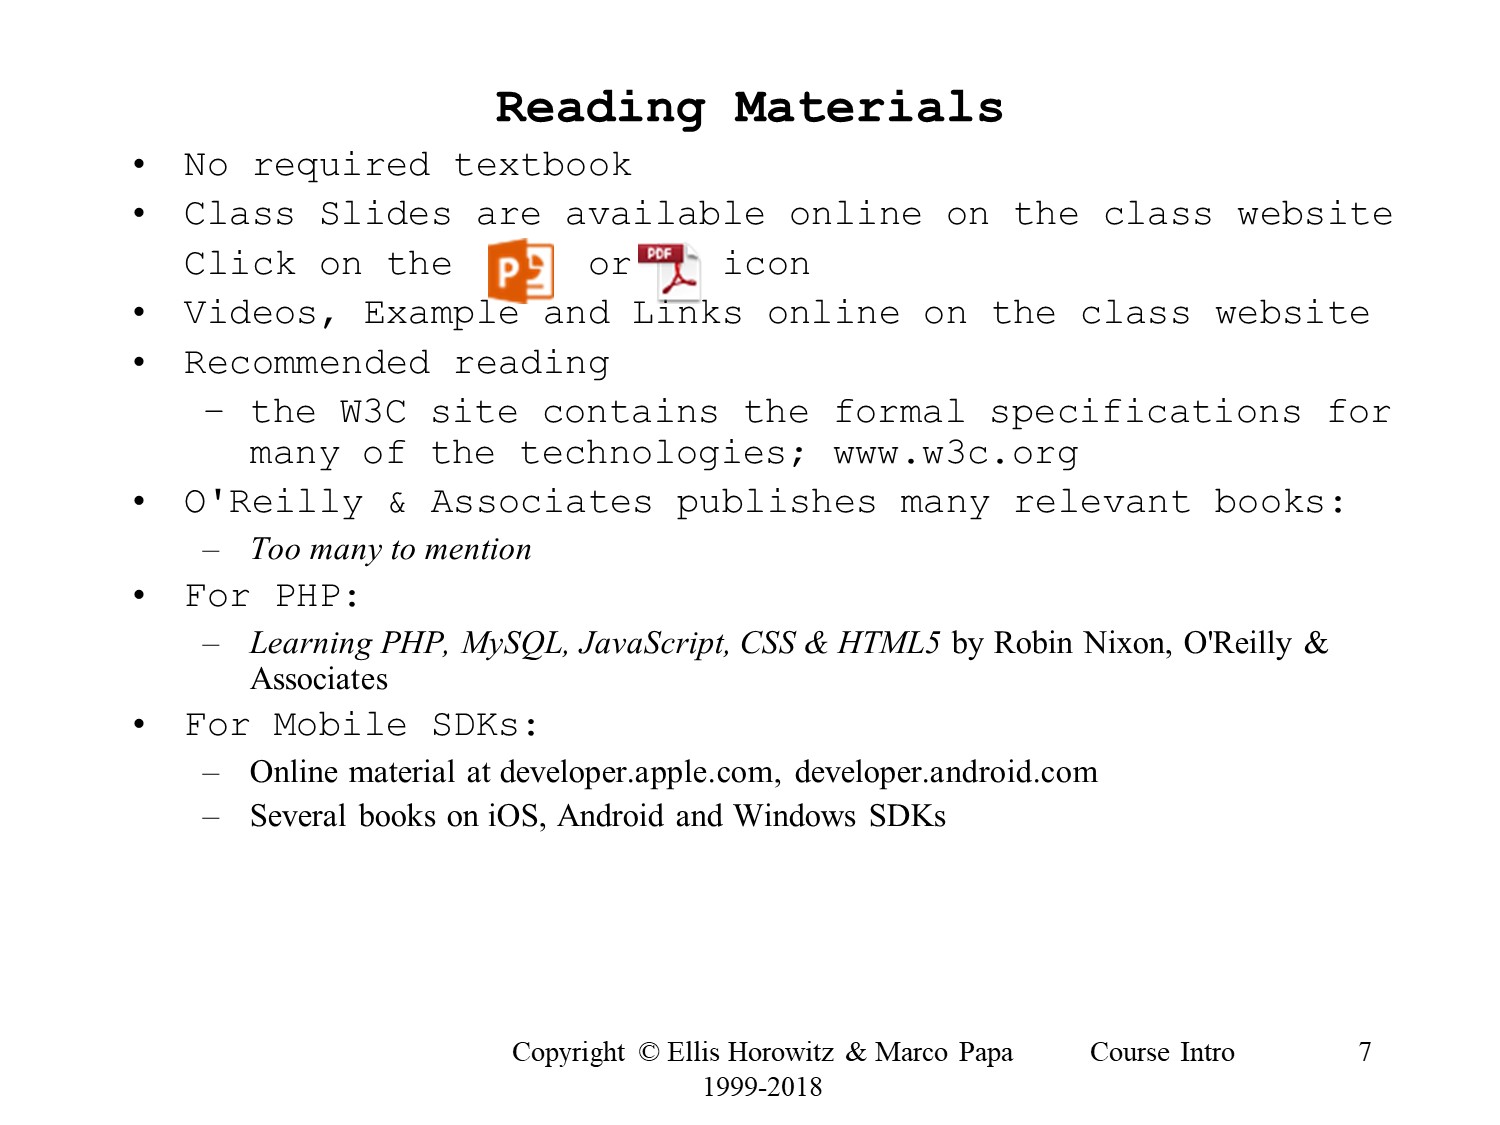 Reading Materials
• No required textbook
• Class Slides are available online on the class website
Click on the P or PDF icon
• Videos, Example and Links online on the class website
• Recommended reading
– the W3C site contains the formal specifications for
many of the technologies; www.w3c.org
• O'Reilly & Associates publishes many relevant books:
– Too many to mention
• For PHP:
– Learning PHP, MySQL, JavaScript, CSS & HTML5 by Robin Nixon, O'Reilly &
Associates
• For Mobile SDKs:
– Online material at developer.apple.com, developer.android.com
– Several books on iOS, Android and Windows SDKs
Copyright © Ellis Horowitz & Marco Papa Course Intro 7
1999-2018